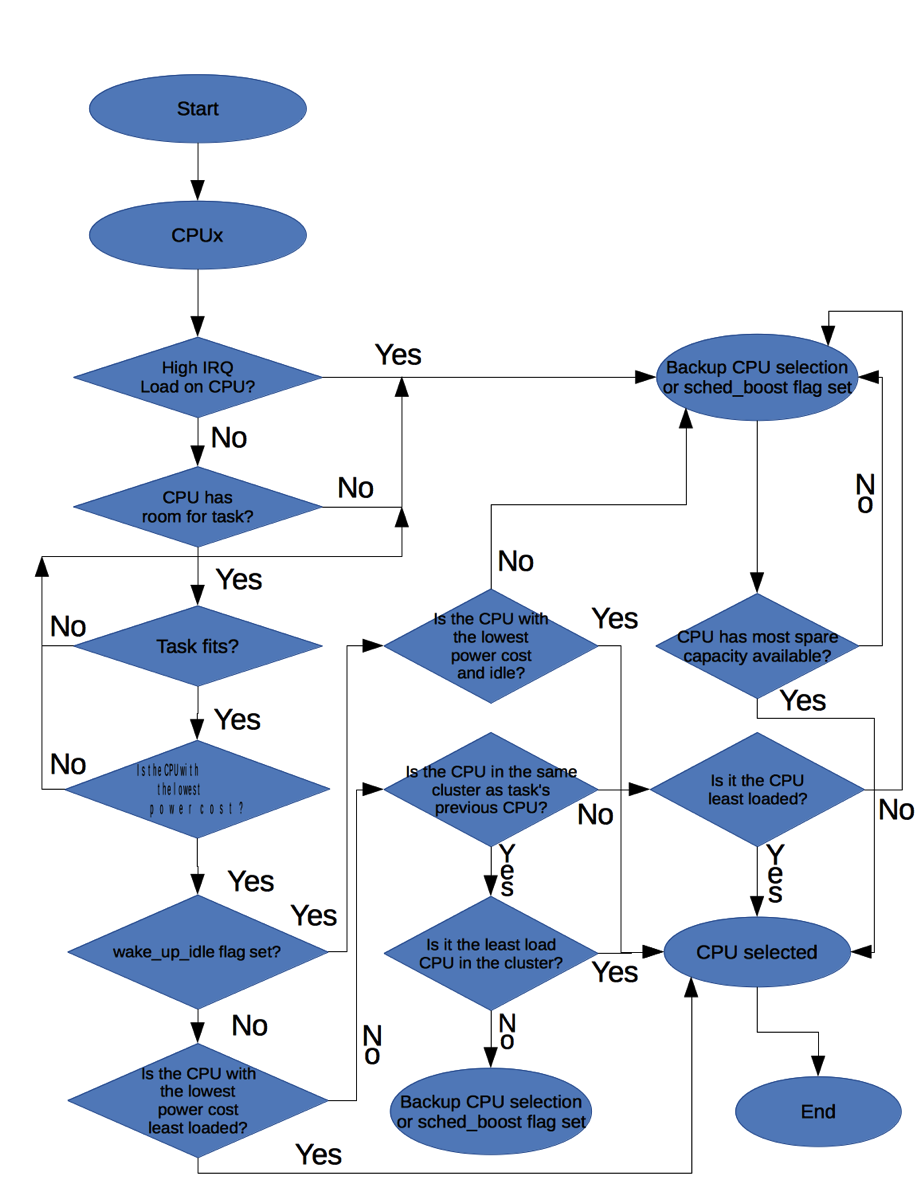 Start
CPUx
High IRQ
Load on CPU?
Yes
Backup CPU selection
or sched_boost flag set
No
CPU has
room for task?
No
No
Yes
No
Task fits?
No
Is the CPU with
the lowest
power cost
and idle?
Yes
CPU has most spare
capacity available?
Yes
Yes
No
Is the CPU with
the lowest
power cost?
Is the CPU in the same
cluster as task's
previous CPU?
No
Is it the CPU
least loaded?
No
Yes
Yes
Yes
Yes
wake_up_idle flag set?
Is it the least load
CPU in the cluster?
Yes
CPU selected
No
No
No
Is the CPU with
the lowest
power cost
least loaded?
Backup CPU selection
or sched_boost flag set
End
Yes